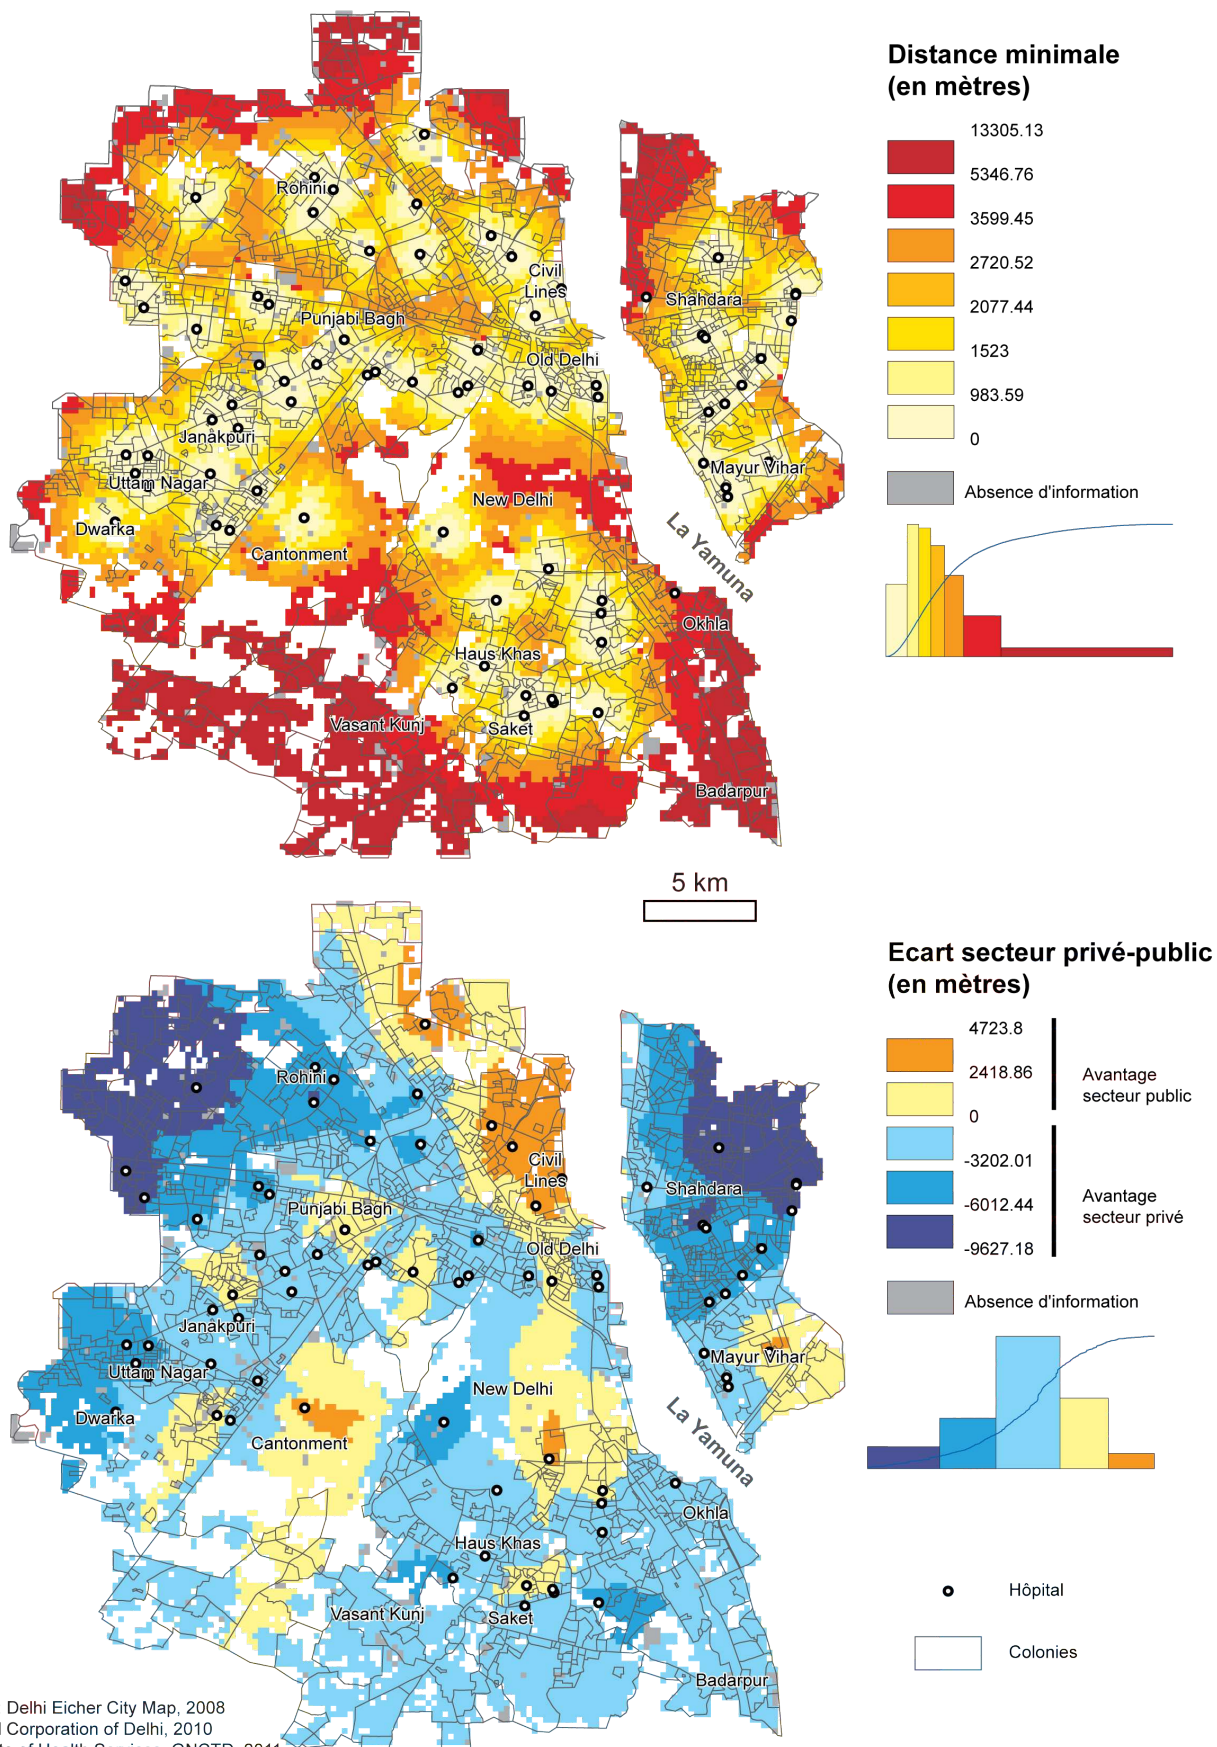 Distance minimale
(en mètres)
13305.13
5346.76
3599.45
2720.52
2077.44
1523
983.59
0
Absence d'information
Rohini
Civil
Lines
Punjabi Bagh
Old Delhi
Shahdara
Janakpuri
Uttam Nagar
Dwarka
Cantonment
New Delhi
Mayur Vihar
La Yamuna
Okhla
Haus Khas
Vasant Kunj
Saket
Badarpur
5 km
Ecart secteur privé-public
(en mètres)
4723.8
2418.86
0
-3202.01
-6012.44
-9627.18
Avantage
secteur public
Avantage
secteur privé
Absence d'information
Rohini
Civil
Lines
Punjabi Bagh
Old Delhi
Shahdara
Janakpuri
Uttam Nagar
Dwarka
Cantonment
New Delhi
Mayur Vihar
La Yamuna
Okhla
Haus Khas
Vasant Kunj
Saket
Badarpur
Hôpital
Colonies
Delhi Eicher City Map, 2008
Corporation of Delhi, 2010
of Health Services, GNCTD, 2011